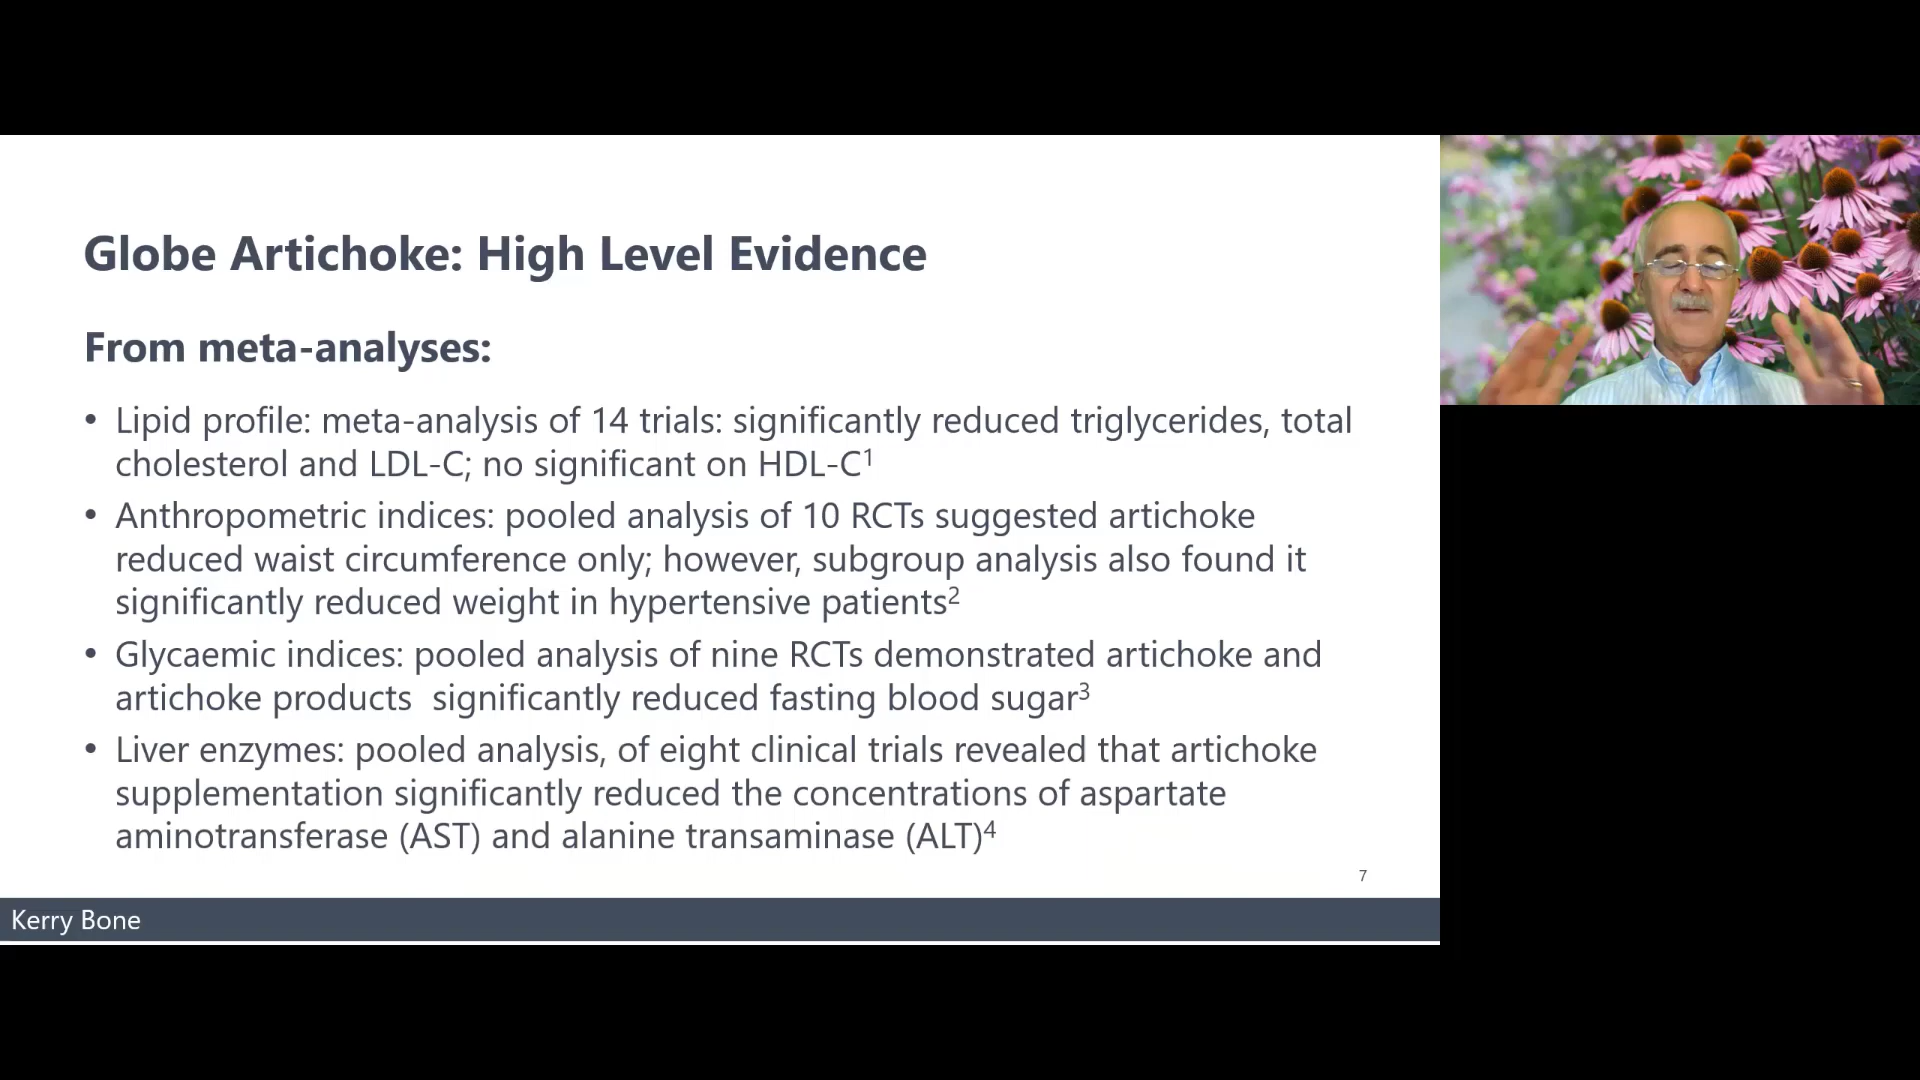 Globe Artichoke: High Level Evidence
From meta-analyses:
• Lipid profile: meta-analysis of 14 trials: significantly reduced triglycerides, total
cholesterol and LDL-C; no significant on HDL-C¹
• Anthropometric indices: pooled analysis of 10 RCTs suggested artichoke
reduced waist circumference only; however, subgroup analysis also found it
significantly reduced weight in hypertensive patients²
• Glycaemic indices: pooled analysis of nine RCTs demonstrated artichoke and
artichoke products  significantly reduced fasting blood sugar³
• Liver enzymes: pooled analysis, of eight clinical trials revealed that artichoke
supplementation significantly reduced the concentrations of aspartate
aminotransferase (AST) and alanine transaminase (ALT)⁴
7
Kerry Bone